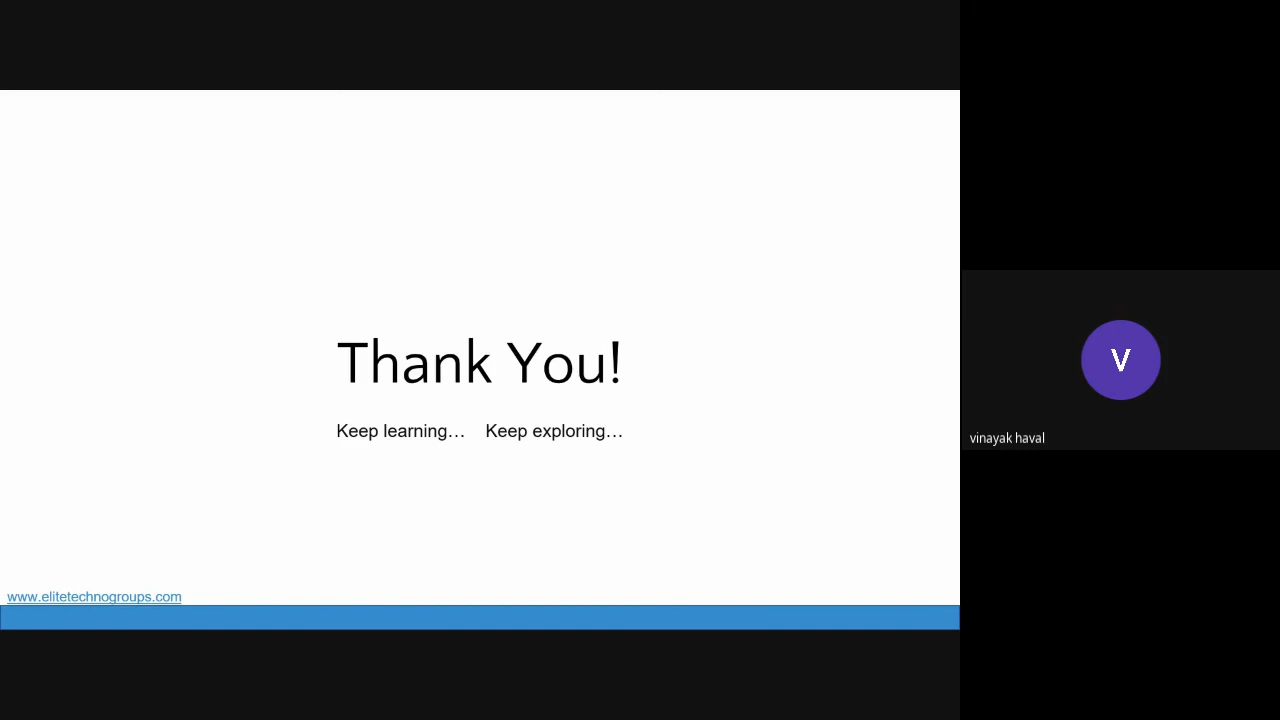 Thank You!
Keep learning… Keep exploring…
www.elitetechnogroups.com
V
vinayak haval